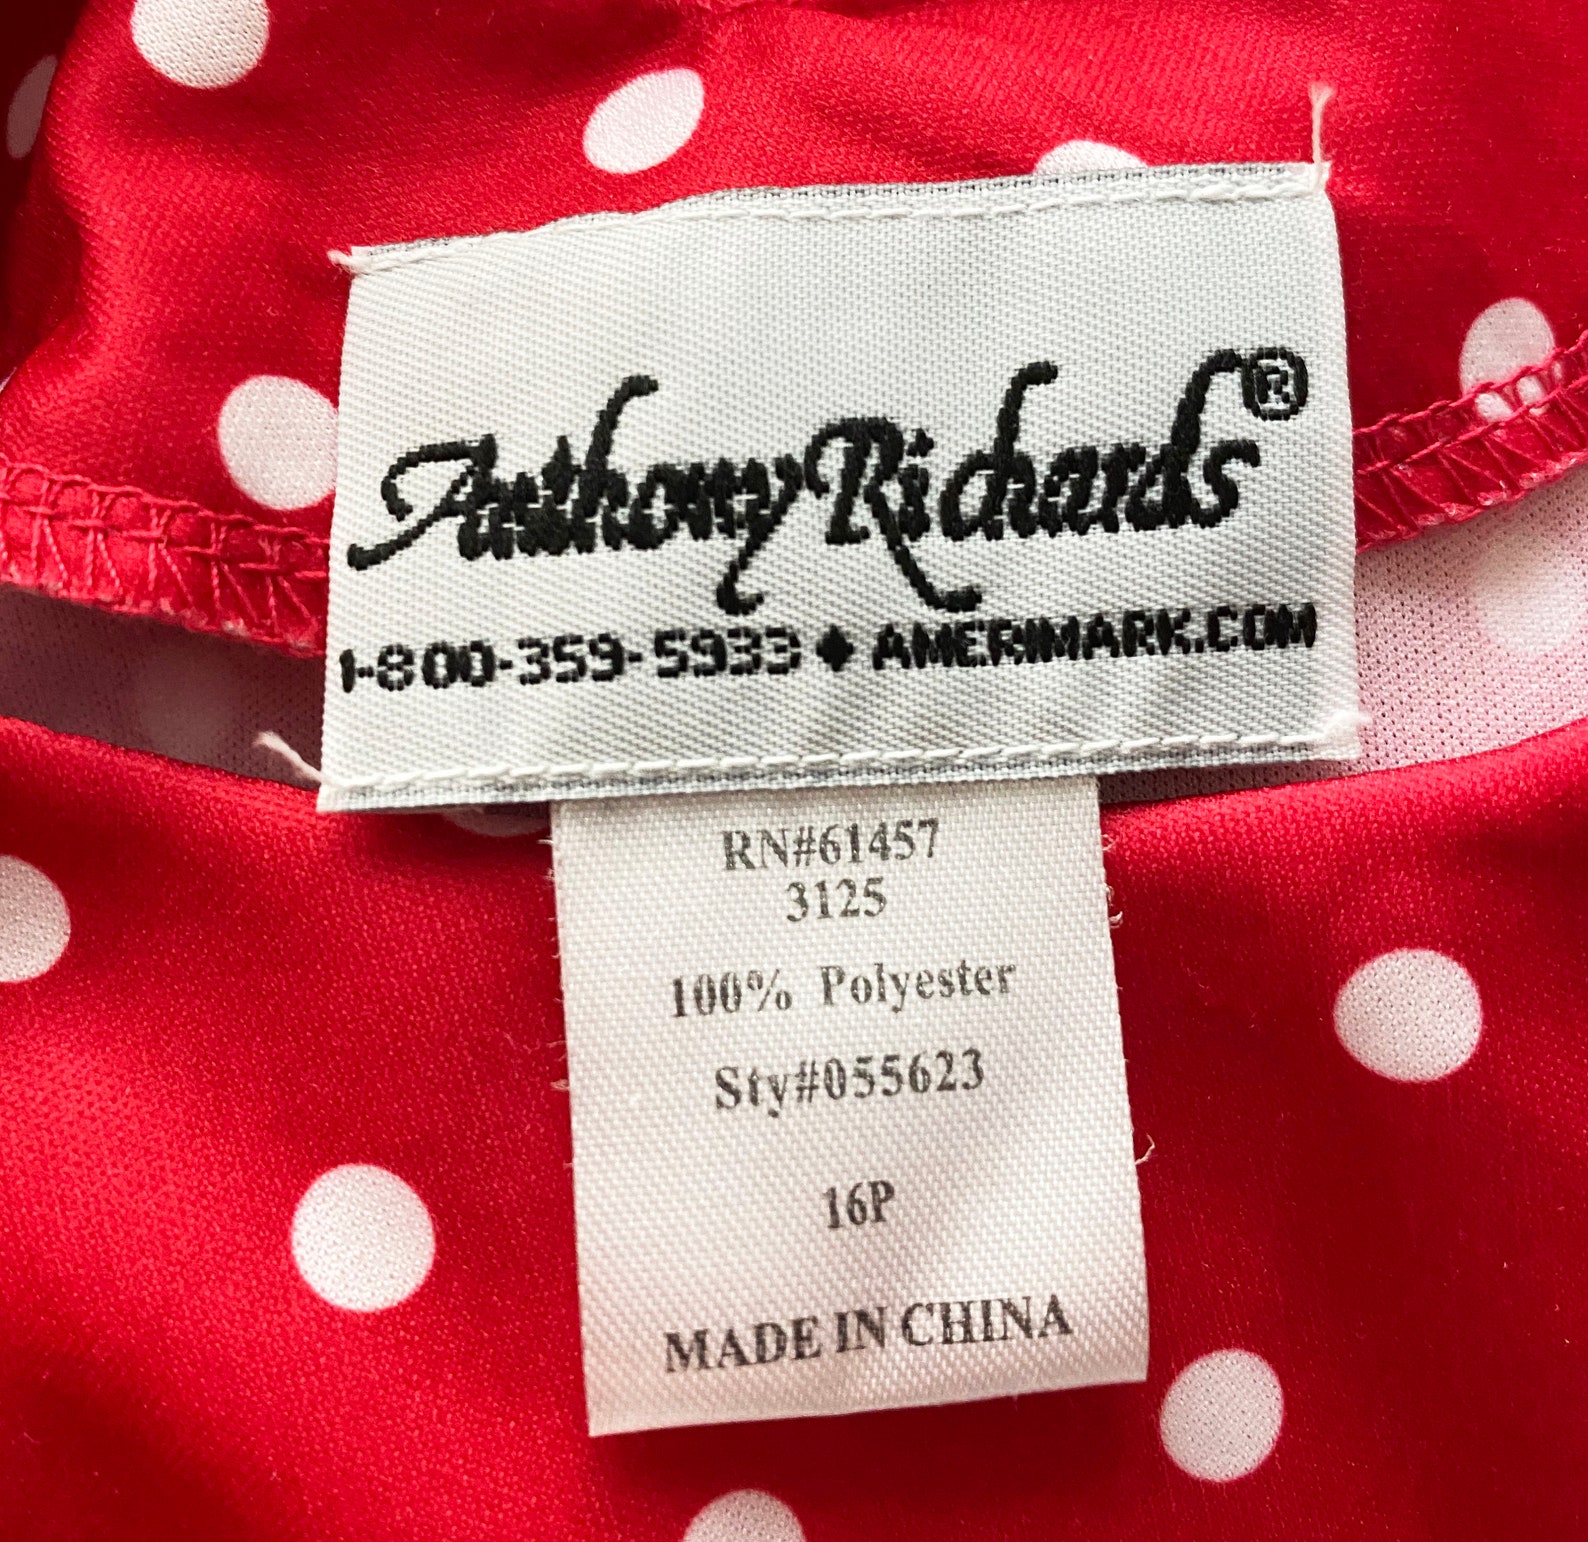 Anthony Richards®
1-800-359-5933 ♦ AMERIMARK.COM
RN#61457
3125
100% Polyester
Sty#055623
16P
MADE IN CHINA